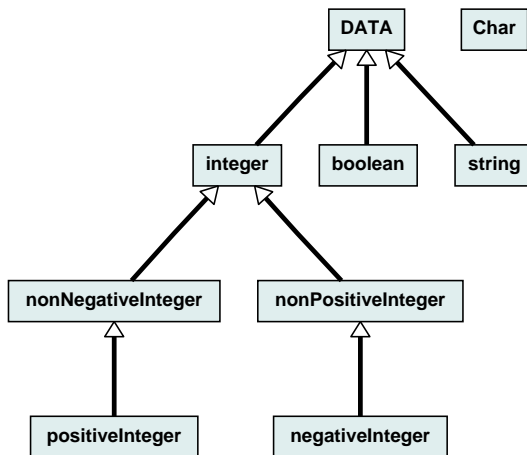 DATA
Char
integer
boolean
string
nonNegativeInteger
nonPositiveInteger
positiveInteger
negativeInteger